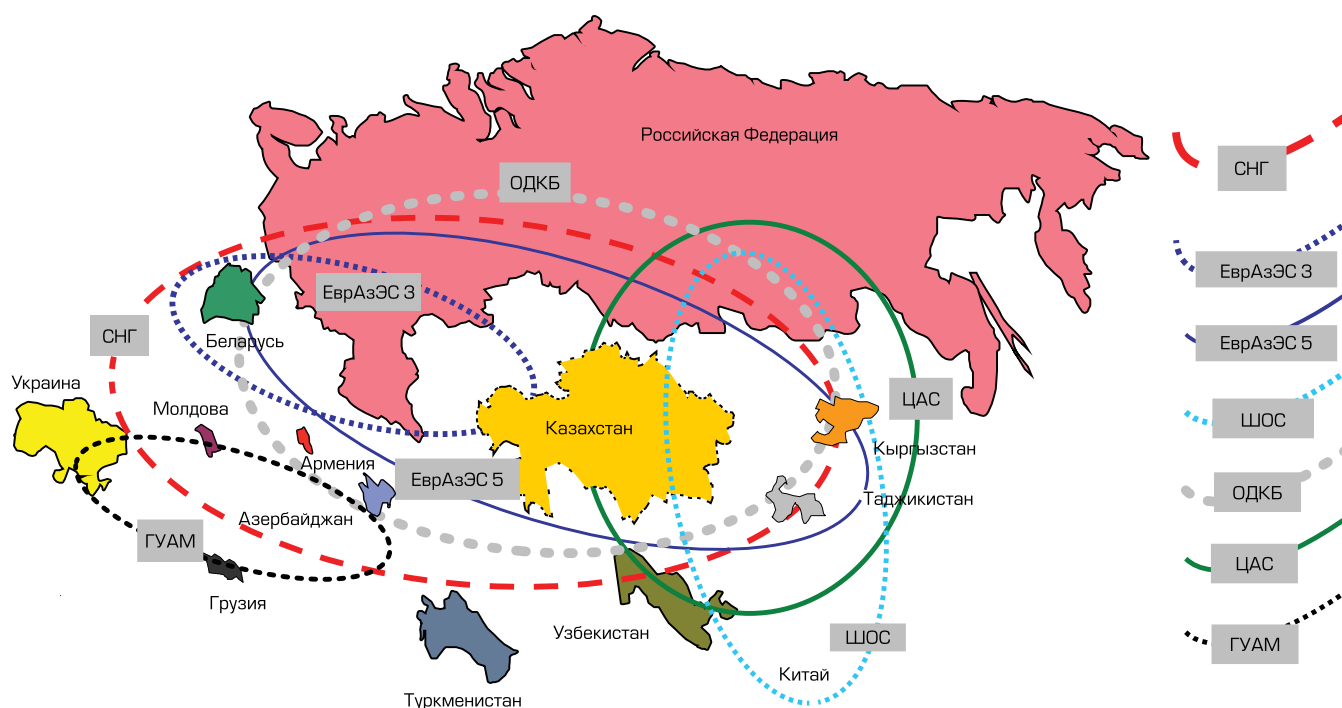 Российская Федерация
ОДКБ
СНГ
ЕврАзЭС 3
ЕврАзЭС 3
СНГ
Беларусь
ЕврАзЭС 5
Украина
ЦАС
Молдова
ШОС
Казахстан
Кыргызстан
Армения
ЕврАзЭС 5
Таджикистан
ОДКБ
Азербайджан
ГУАМ
ЦАС
Грузия
Узбекистан
ШОС
ГУАМ
Китай
Туркменистан